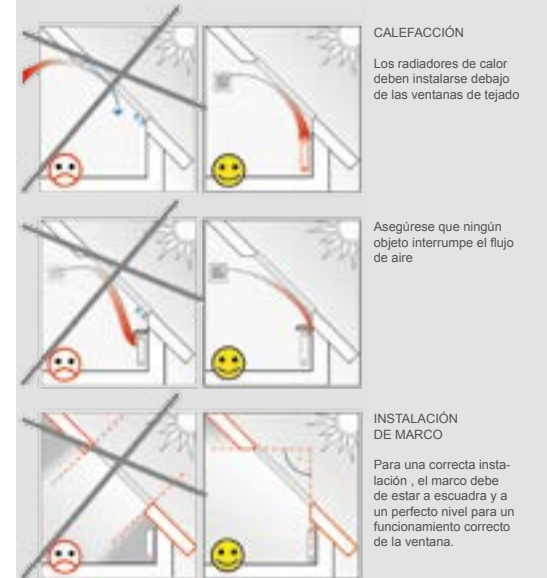 CALEFACCIÓN
Los radiadores de calor
deben instalarse debajo
de las ventanas de tejado
Asegúrese que ningún
objeto interrumpe el flujo
de aire
INSTALACIÓN
DE MARCO
Para una correcta insta-
lación , el marco debe
de estar a escuadra y a
un perfecto nivel para un
funcionamiento correcto
de la ventana.